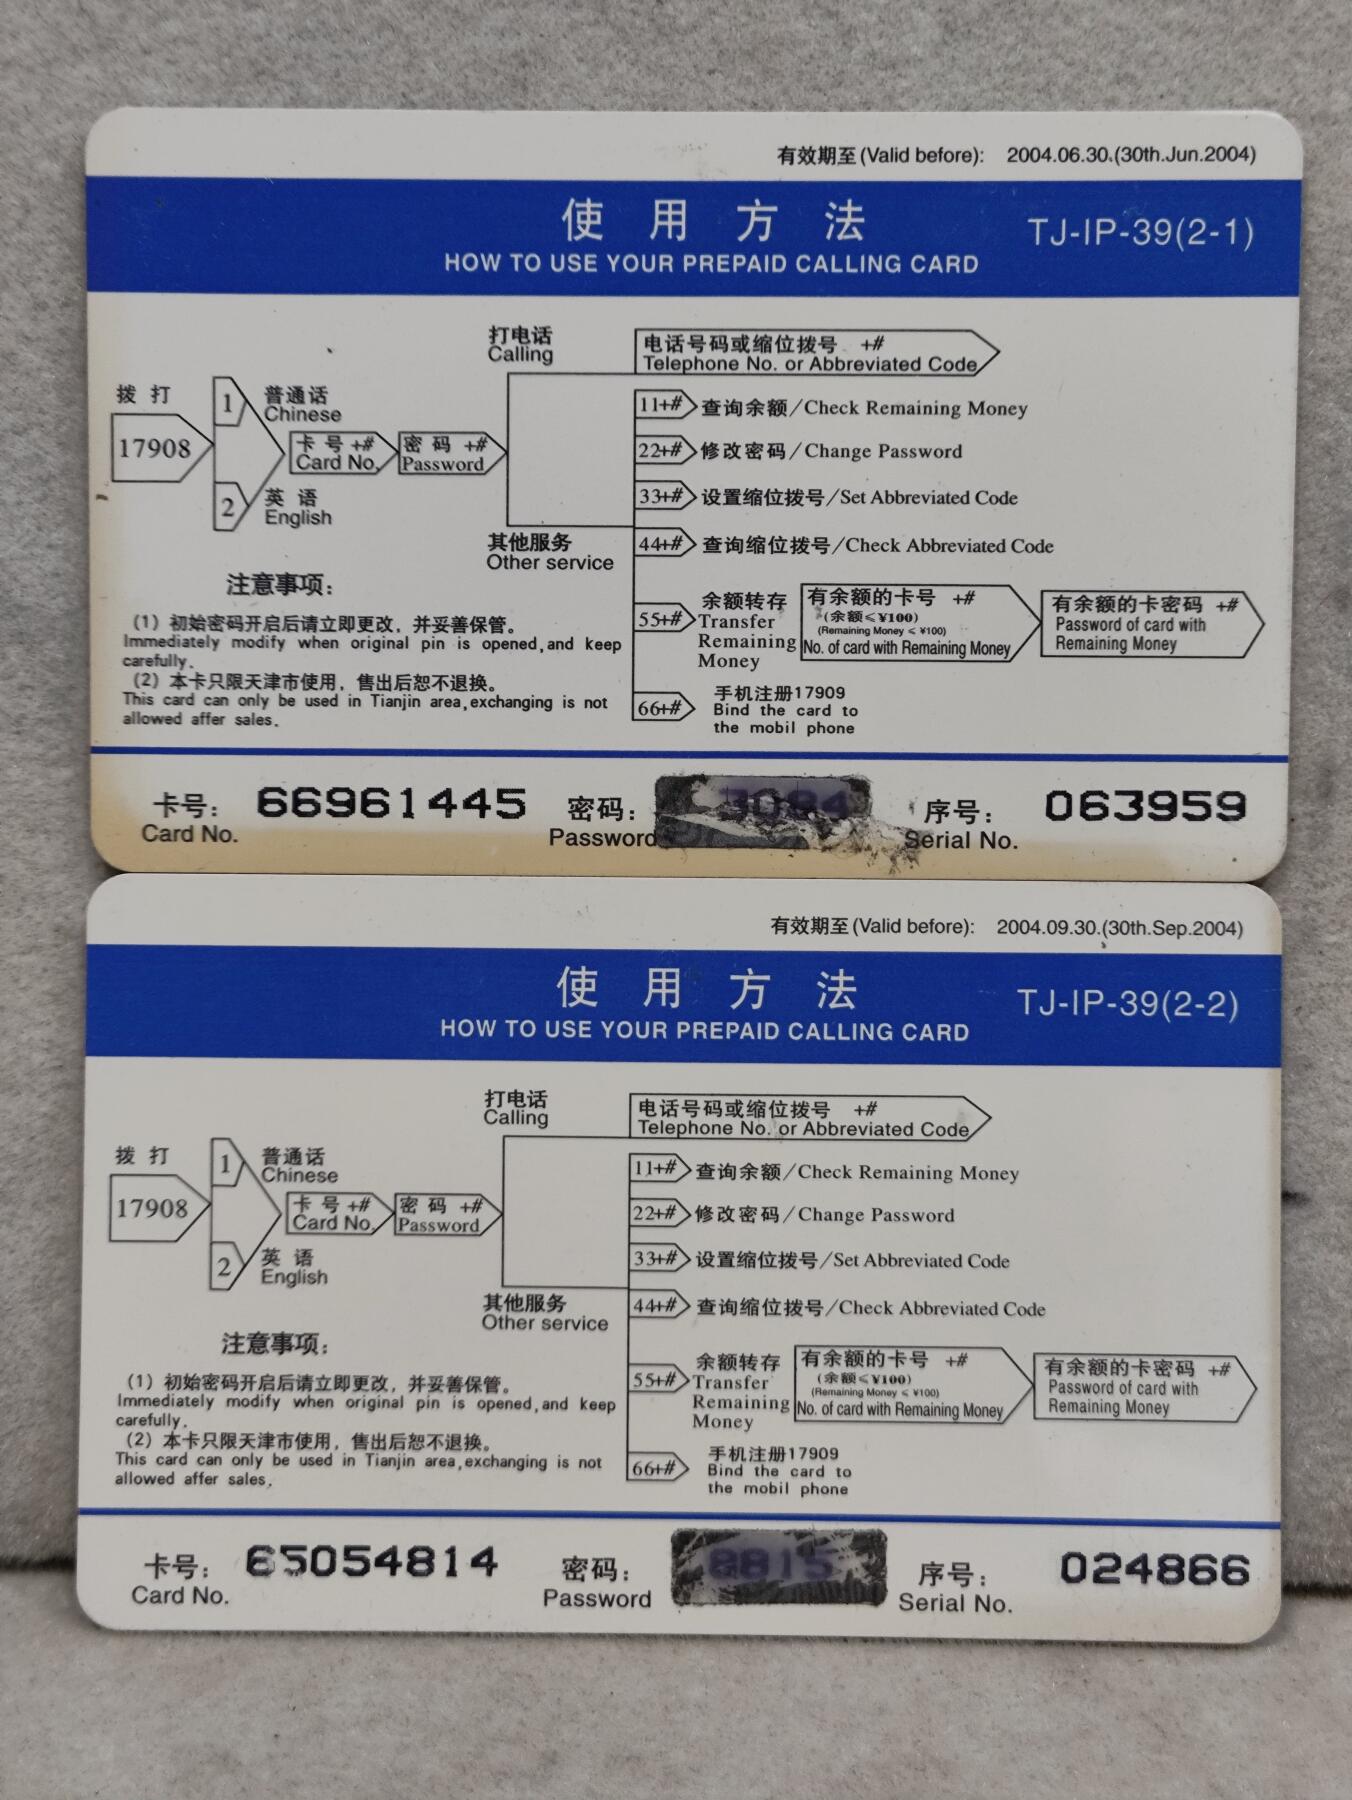 有效期至(Valid before): 2004.06.30.(30th.Jun.2004)
使用方法 TJ-IP-39(2-1)
HOW TO USE YOUR PREPAID CALLING CARD
拨打
17908
1
普通话
Chinese
2
英语
English
卡号+#
Card No.
密码+#
Password
打电话
Calling
电话号码或缩位拨号 +#
Telephone No. or Abbreviated Code
11+# 查询余额/Check Remaining Money
22+# 修改密码/Change Password
33+# 设置缩位拨号/Set Abbreviated Code
其他服务
Other service
44+# 查询缩位拨号/Check Abbreviated Code
55+#
余额转存
Transfer
Remaining
Money
有余额的卡号 +#
(余额≤¥100)
(Remaining Money ≤ ¥100)
No. of card with Remaining Money
有余额的卡密码 +#
Password of card with
Remaining Money
66+#
手机注册17909
Bind the card to
the mobil phone
注意事项:
(1)初始密码开启后请立即更改，并妥善保管。
Immediately modify when original pin is opened,and keep
carefully.
(2)本卡只限天津市使用，售出后恕不退换。
This card can only be used in Tianjin area,exchanging is not
allowed affer sales.
卡号: 66961445 密码: 序号: 063959
Card No. Password Serial No.
有效期至(Valid before): 2004.09.30.(30th.Sep.2004)
使用方法 TJ-IP-39(2-2)
HOW TO USE YOUR PREPAID CALLING CARD
拨打
17908
1
普通话
Chinese
2
英语
English
卡号+#
Card No.
密码+#
Password
打电话
Calling
电话号码或缩位拨号 +#
Telephone No. or Abbreviated Code
11+# 查询余额/Check Remaining Money
22+# 修改密码/Change Password
33+# 设置缩位拨号/Set Abbreviated Code
其他服务
Other service
44+# 查询缩位拨号/Check Abbreviated Code
55+#
余额转存
Transfer
Remaining
Money
有余额的卡号 +#
(余额≤¥100)
(Remaining Money ≤ ¥100)
No. of card with Remaining Money
有余额的卡密码 +#
Password of card with
Remaining Money
66+#
手机注册17909
Bind the card to
the mobil phone
注意事项:
(1)初始密码开启后请立即更改，并妥善保管。
Immediately modify when original pin is opened,and keep
carefully.
(2)本卡只限天津市使用，售出后恕不退换。
This card can only be used in Tianjin area,exchanging is not
allowed affer sales.
卡号: 65054814 密码: 序号: 024866
Card No. Password Serial No.